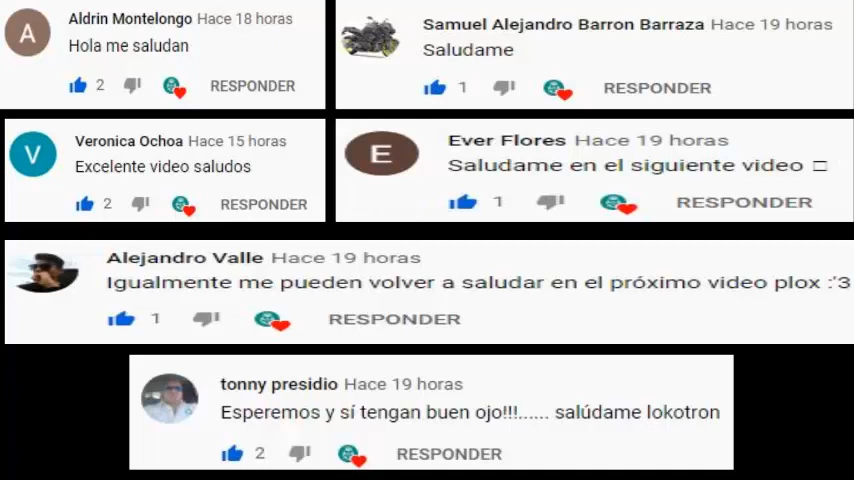 Aldrin Montelongo Hace 18 horas
Hola me saludan
2 RESPONDER
Samuel Alejandro Barron Barraza Hace 19 horas
Saludame
1 RESPONDER
Veronica Ochoa Hace 15 horas
Excelente video saludos
2 RESPONDER
Ever Flores Hace 19 horas
Saludame en el siguiente video □
1 RESPONDER
Alejandro Valle Hace 19 horas
Igualmente me pueden volver a saludar en el próximo video plox :'3
1 RESPONDER
tonny presidio Hace 19 horas
Esperemos y sí tengan buen ojo!!!...... salúdame lokotron
2 RESPONDER
A
V
E